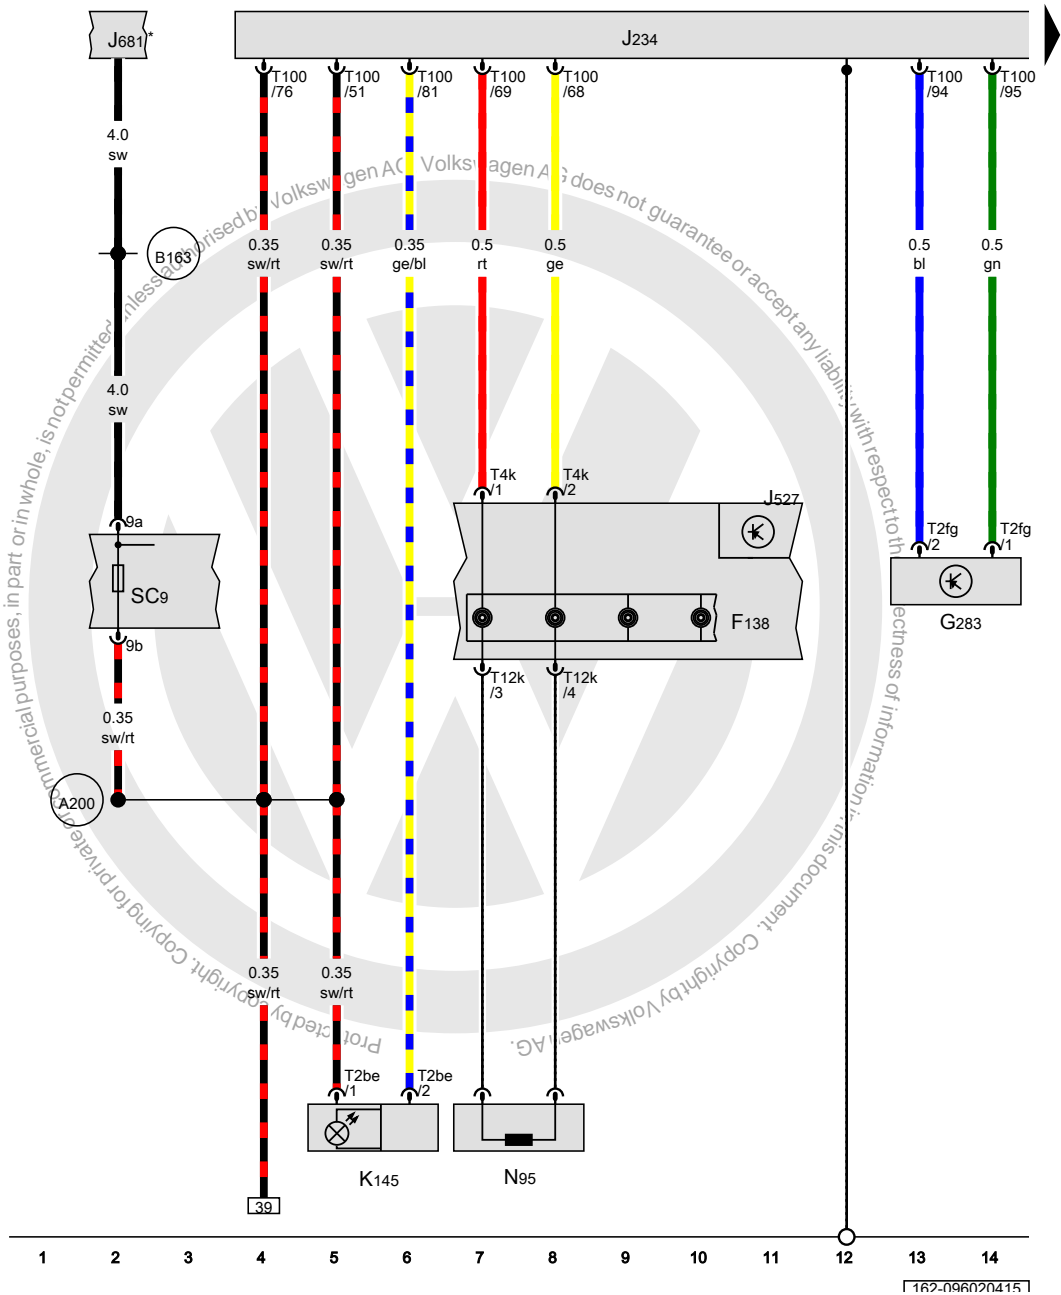 J681*
J234
T100
/76
T100
/51
T100
/81
T100
/69
T100
/68
T100
/94
T100
/95
4.0
sw
B163
0.35
sw/rt
0.35
sw/rt
0.35
ge/bl
0.5
rt
0.5
ge
0.5
bl
0.5
gn
4.0
sw
T4k
/1
T4k
/2
J527
9a
SC9
9b
T2fg
/2
T2fg
/1
G283
F138
T12k
/3
T12k
/4
0.35
sw/rt
A200
0.35
sw/rt
0.35
sw/rt
T2be
/1
T2be
/2
K145
N95
39
1 2 3 4 5 6 7 8 9 10 11 12 13 14
162-096020415
Protected by copyright. Copying for private or commercial purposes, in part or in whole, is not permitted unless authorised by Volkswagen AG. Volkswagen AG does not guarantee or accept any liability with respect to the correctness of information in this document. Copyright by Volkswagen AG.